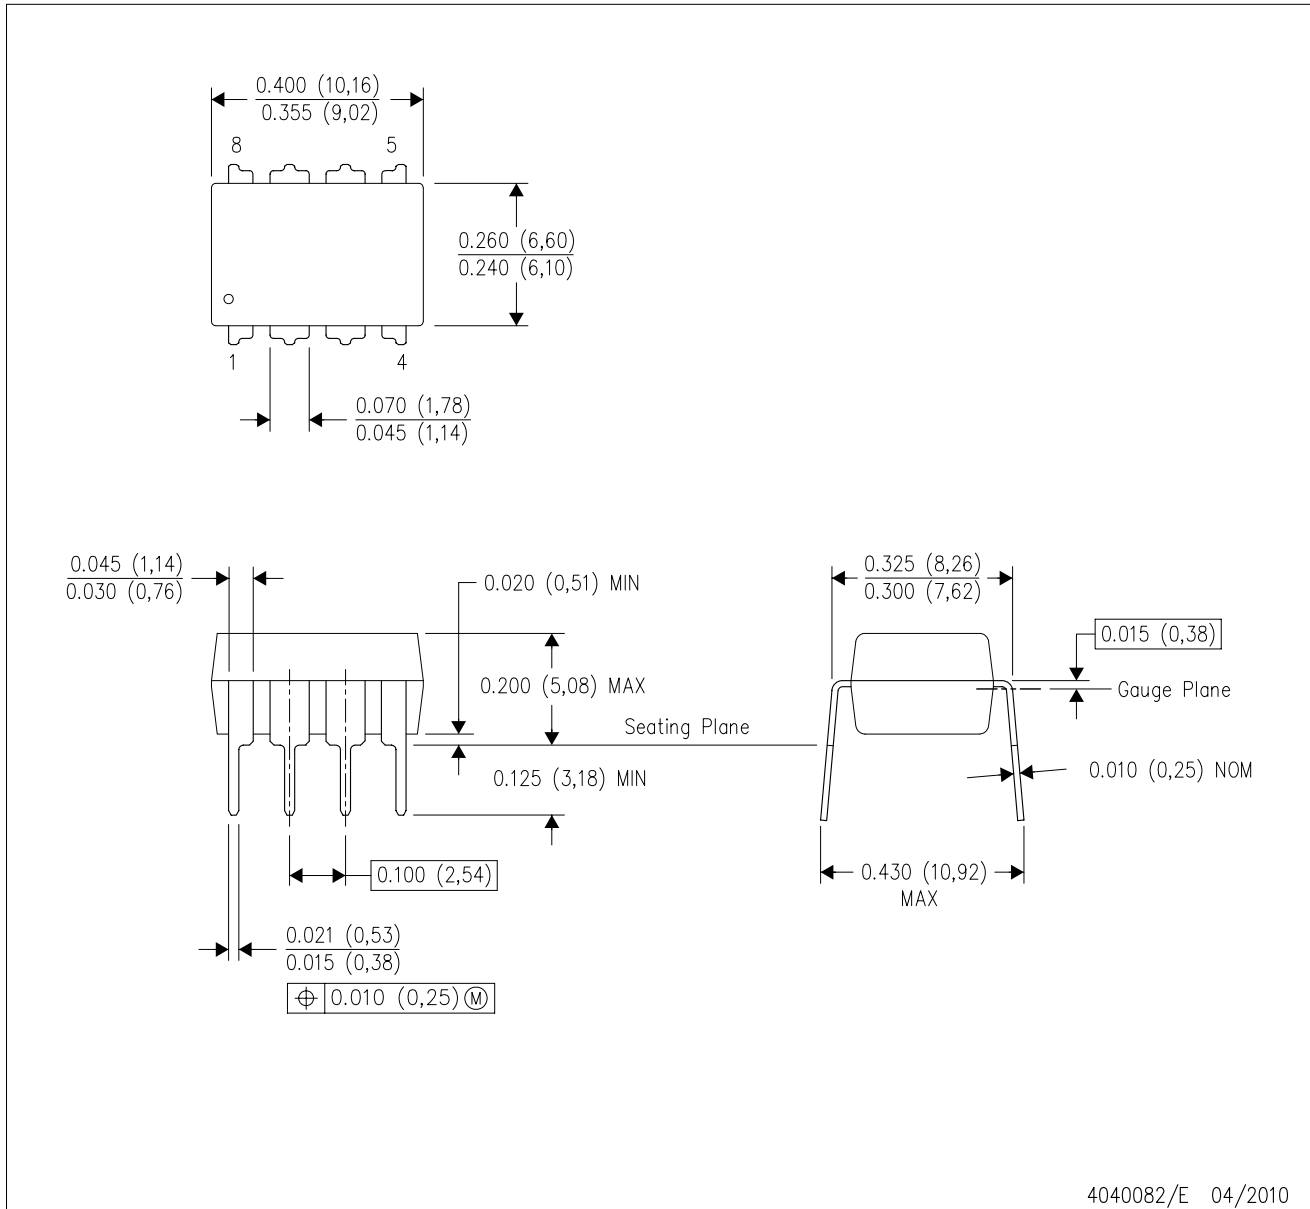 0.400 (10,16)
0.355 (9,02)
8
5
0.260 (6,60)
0.240 (6,10)
1
4
0.070 (1,78)
0.045 (1,14)
0.045 (1,14)
0.030 (0,76)
0.020 (0,51) MIN
0.200 (5,08) MAX
Seating Plane
0.125 (3,18) MIN
0.100 (2,54)
0.021 (0,53)
0.015 (0,38)
⌖ 0.010 (0,25) Ⓜ
0.325 (8,26)
0.300 (7,62)
0.015 (0,38)
Gauge Plane
0.010 (0,25) NOM
0.430 (10,92)
MAX
4040082/E 04/2010